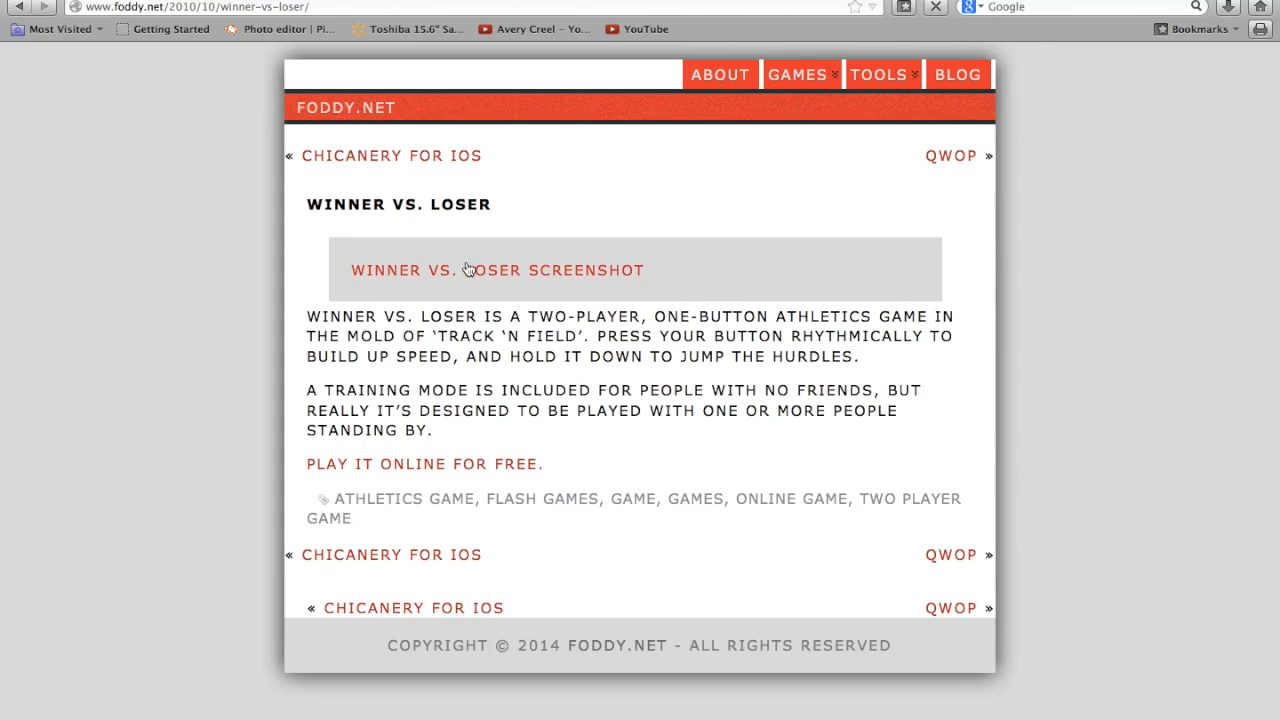 www.foddy.net/2010/10/winner-vs-loser/
Google
Most Visited
Getting Started
Photo editor | Pi...
Toshiba 15.6" Sa...
Avery Creel - Yo...
YouTube
Bookmarks
ABOUT GAMES TOOLS BLOG
FODDY.NET
« CHICANERY FOR IOS QWOP »
WINNER VS. LOSER
WINNER VS. LOSER SCREENSHOT
WINNER VS. LOSER IS A TWO-PLAYER, ONE-BUTTON ATHLETICS GAME IN
THE MOLD OF ‘TRACK ‘N FIELD’. PRESS YOUR BUTTON RHYTHMICALLY TO
BUILD UP SPEED, AND HOLD IT DOWN TO JUMP THE HURDLES.
A TRAINING MODE IS INCLUDED FOR PEOPLE WITH NO FRIENDS, BUT
REALLY IT’S DESIGNED TO BE PLAYED WITH ONE OR MORE PEOPLE
STANDING BY.
PLAY IT ONLINE FOR FREE.
ATHLETICS GAME, FLASH GAMES, GAME, GAMES, ONLINE GAME, TWO PLAYER
GAME
« CHICANERY FOR IOS QWOP »
« CHICANERY FOR IOS QWOP »
COPYRIGHT © 2014 FODDY.NET - ALL RIGHTS RESERVED